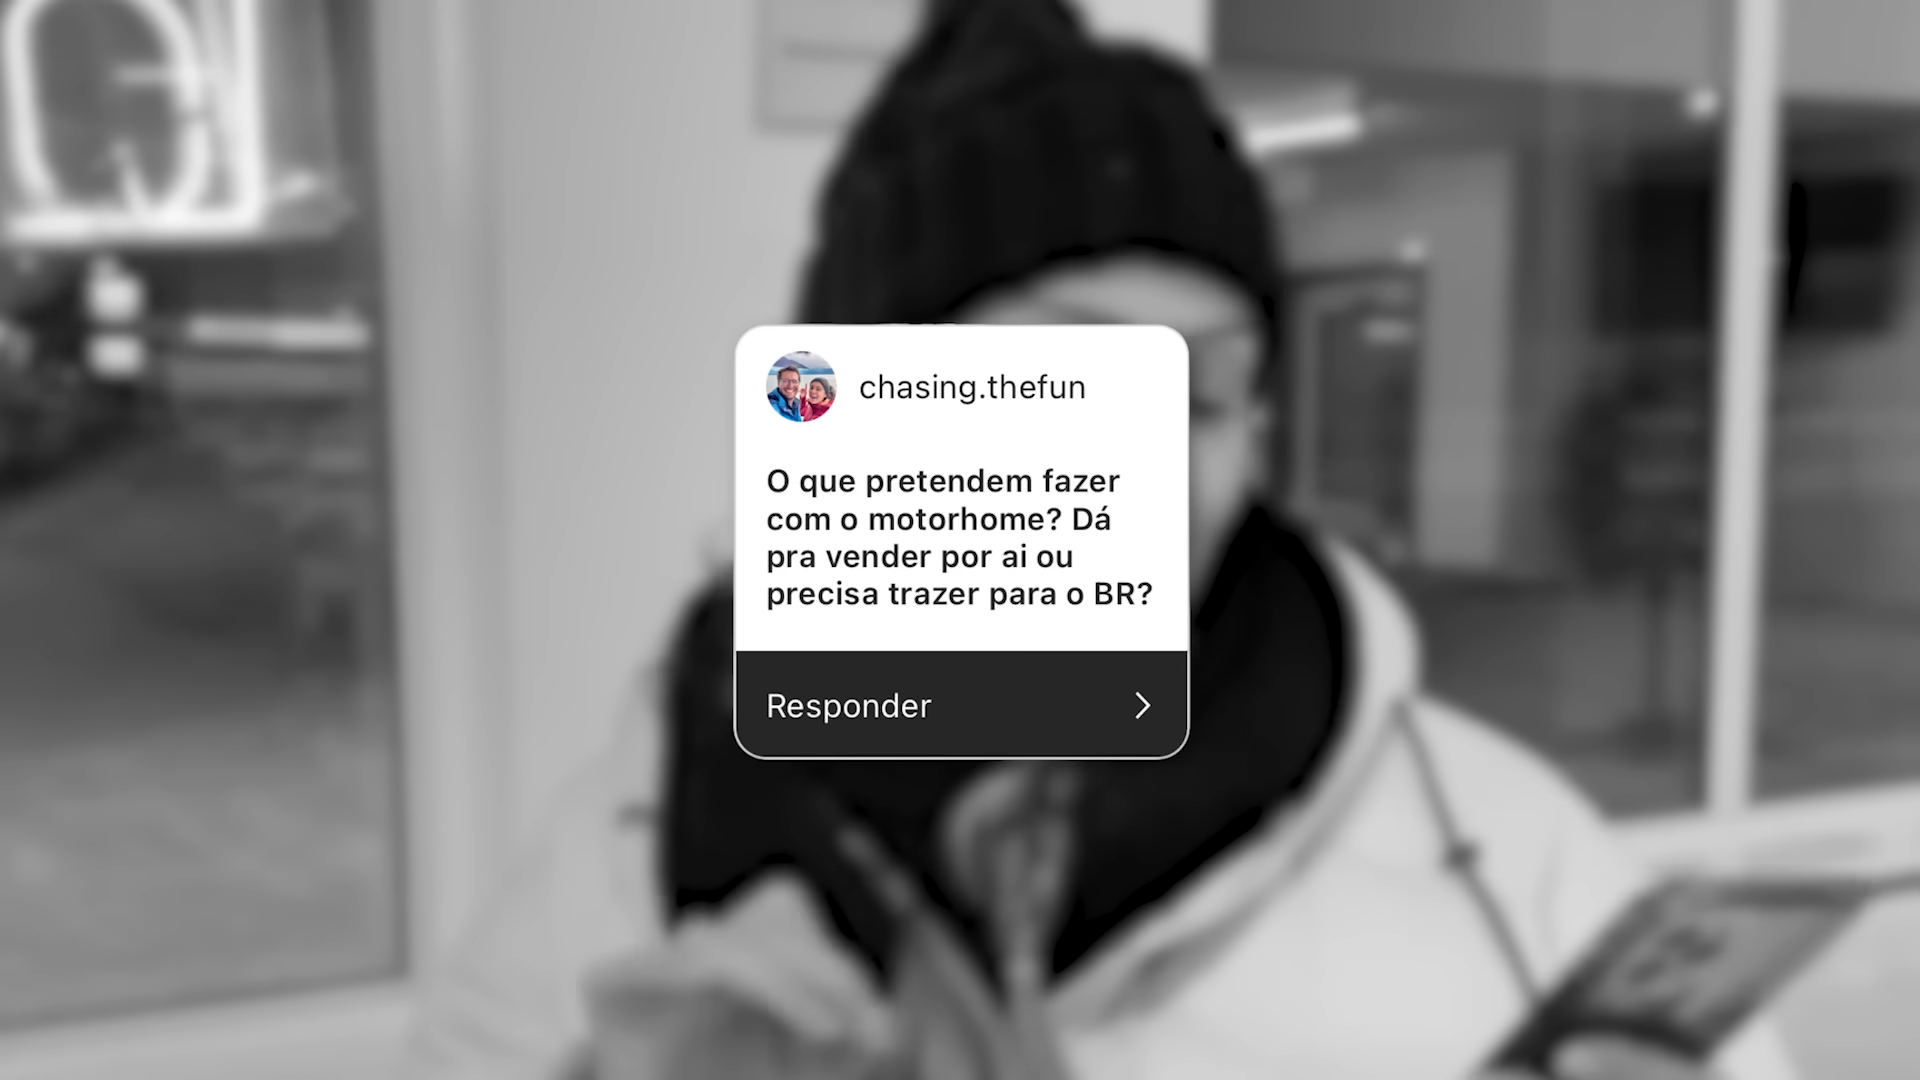 chasing.thefun
O que pretendem fazer
com o motorhome? Dá
pra vender por ai ou
precisa trazer para o BR?
Responder